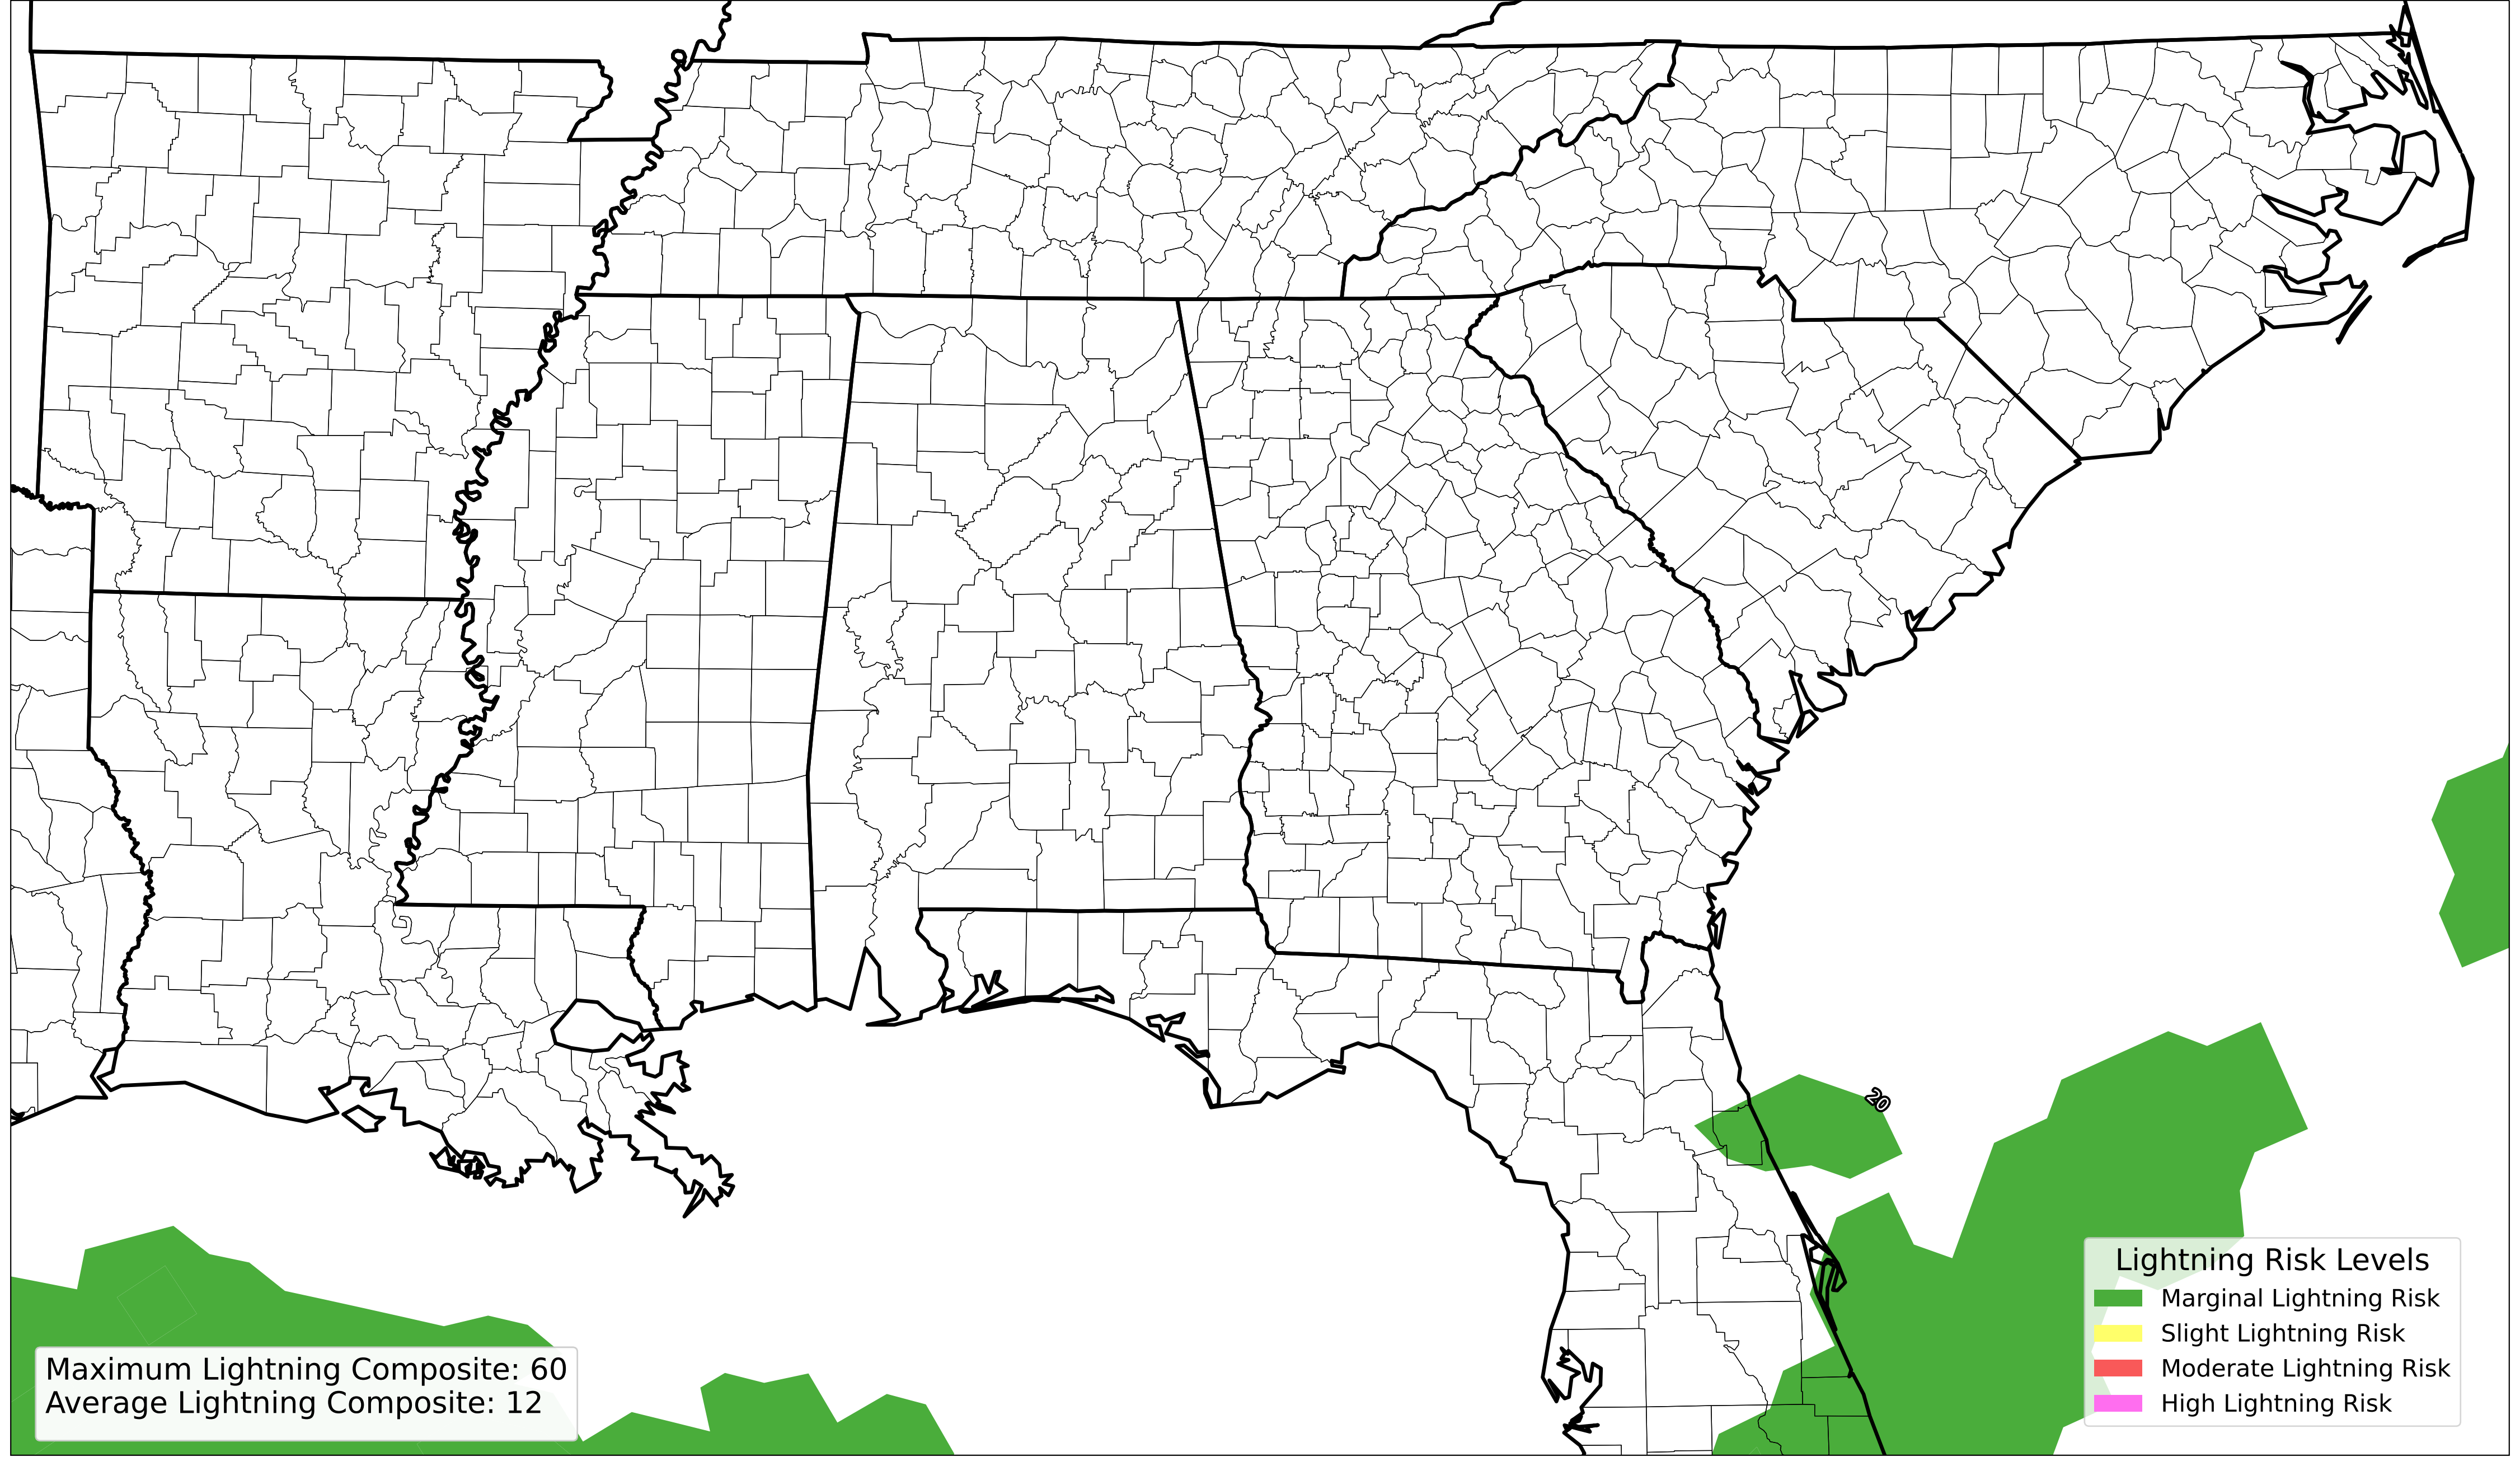 20
Lightning Risk Levels
Marginal Lightning Risk
Slight Lightning Risk
Moderate Lightning Risk
High Lightning Risk
Maximum Lightning Composite: 60
Average Lightning Composite: 12